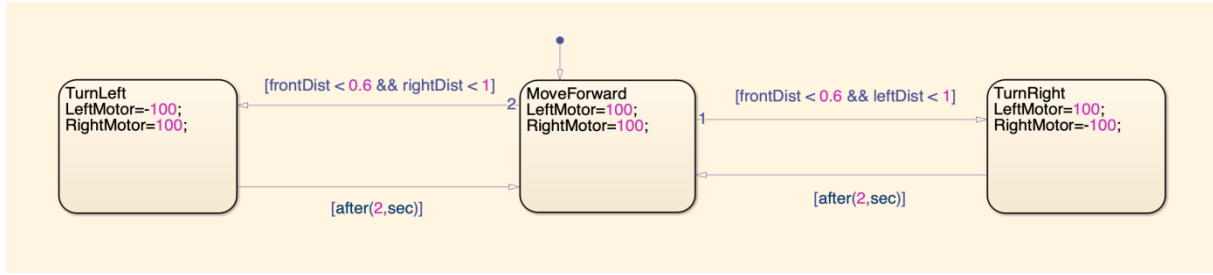 [frontDist < 0.6 && rightDist < 1]
TurnLeft
LeftMotor=-100;
RightMotor=100;
2
MoveForward
LeftMotor=100;
RightMotor=100;
1
[frontDist < 0.6 && leftDist < 1]
TurnRight
LeftMotor=100;
RightMotor=-100;
[after(2,sec)]
[after(2,sec)]